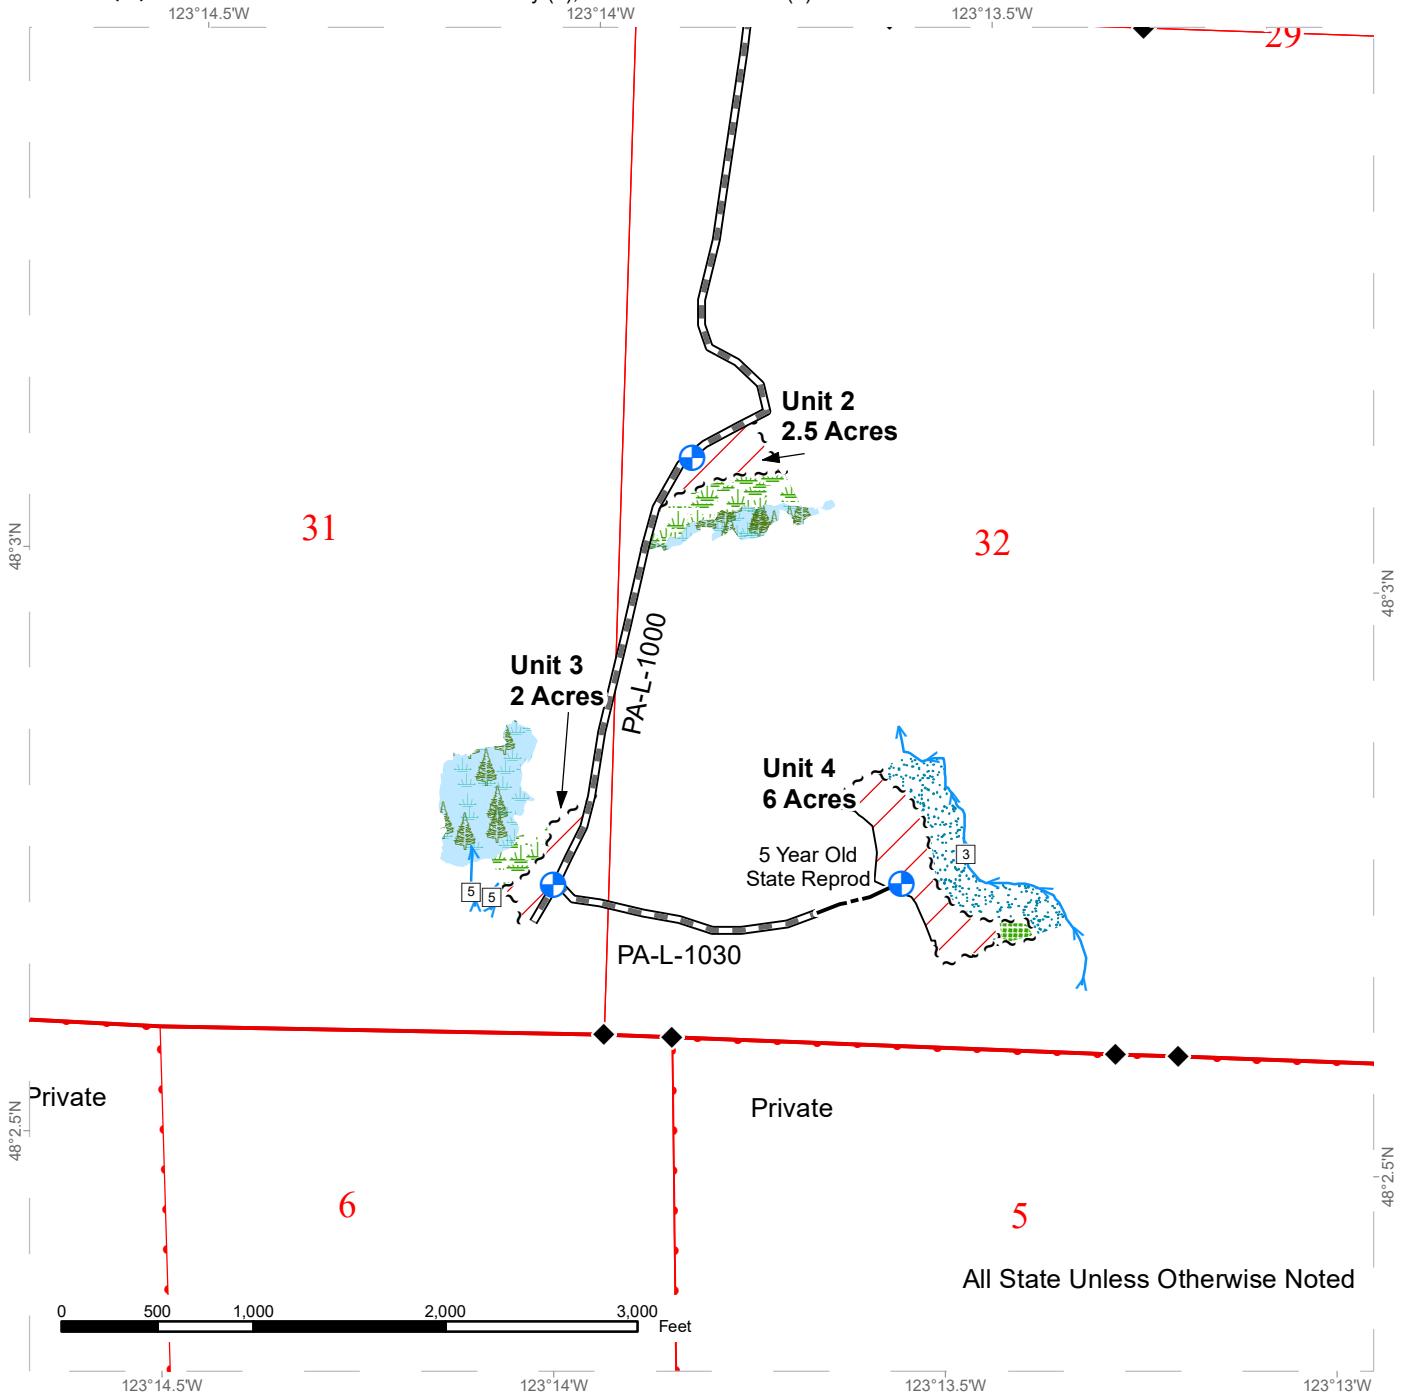 123°14.5'W
123°14'W
123°13.5'W
29
Unit 2
2.5 Acres
31
32
48°3'N
48°3'N
PA-L-1000
Unit 3
2 Acres
Unit 4
6 Acres
3
5 Year Old
State Reprod
5
5
PA-L-1030
Private
Private
48°2.5'N
48°2.5'N
6
5
All State Unless Otherwise Noted
0
500
1,000
2,000
3,000
Feet
123°14.5'W
123°14'W
123°13.5'W
123°13'W